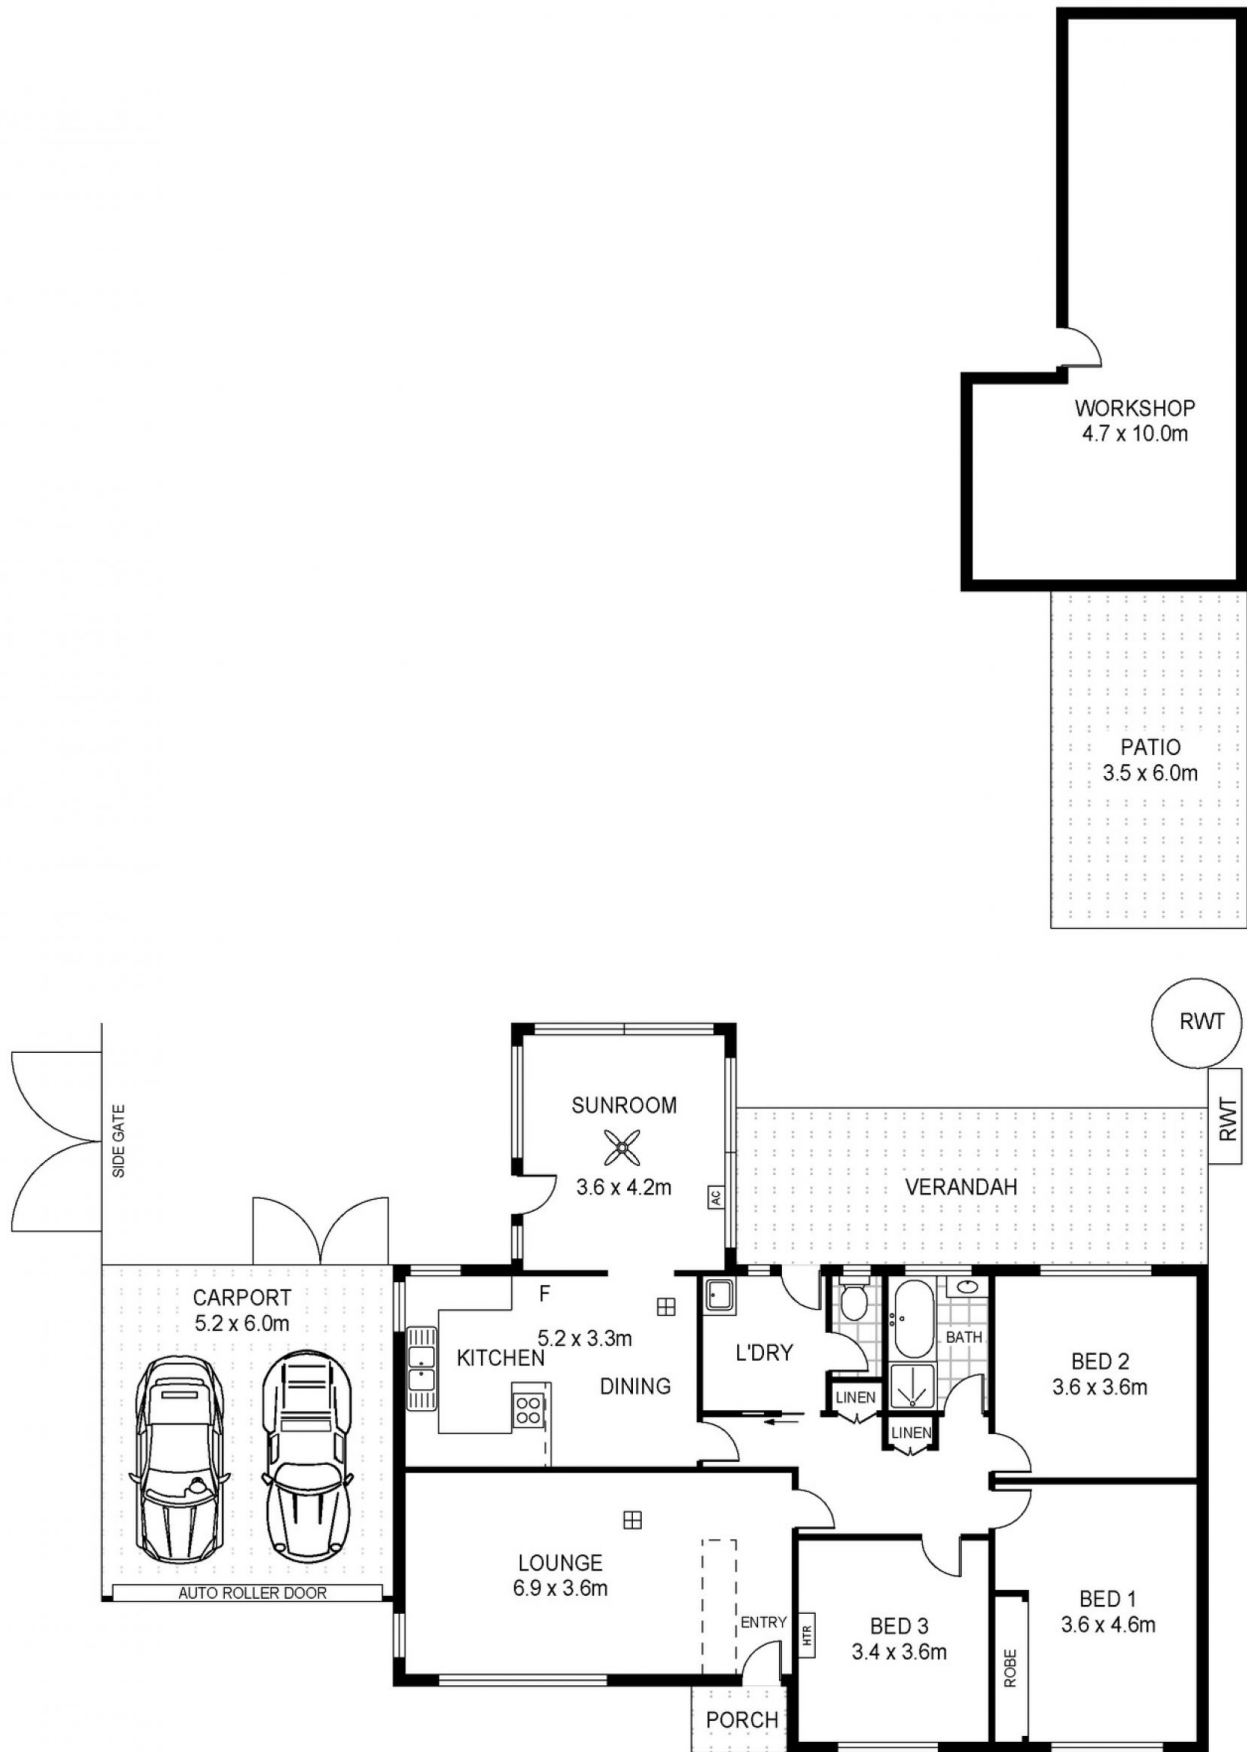 WORKSHOP
4.7 x 10.0m
PATIO
3.5 x 6.0m
RWT
RWT
SUNROOM
3.6 x 4.2m
AC
SIDE GATE
VERANDAH
CARPORT
5.2 x 6.0m
F
5.2 x 3.3m
KITCHEN
DINING
L'DRY
LINEN
BATH
LINEN
BED 2
3.6 x 3.6m
AUTO ROLLER DOOR
LOUNGE
6.9 x 3.6m
ENTRY
HTR
BED 3
3.4 x 3.6m
ROBE
BED 1
3.6 x 4.6m
PORCH